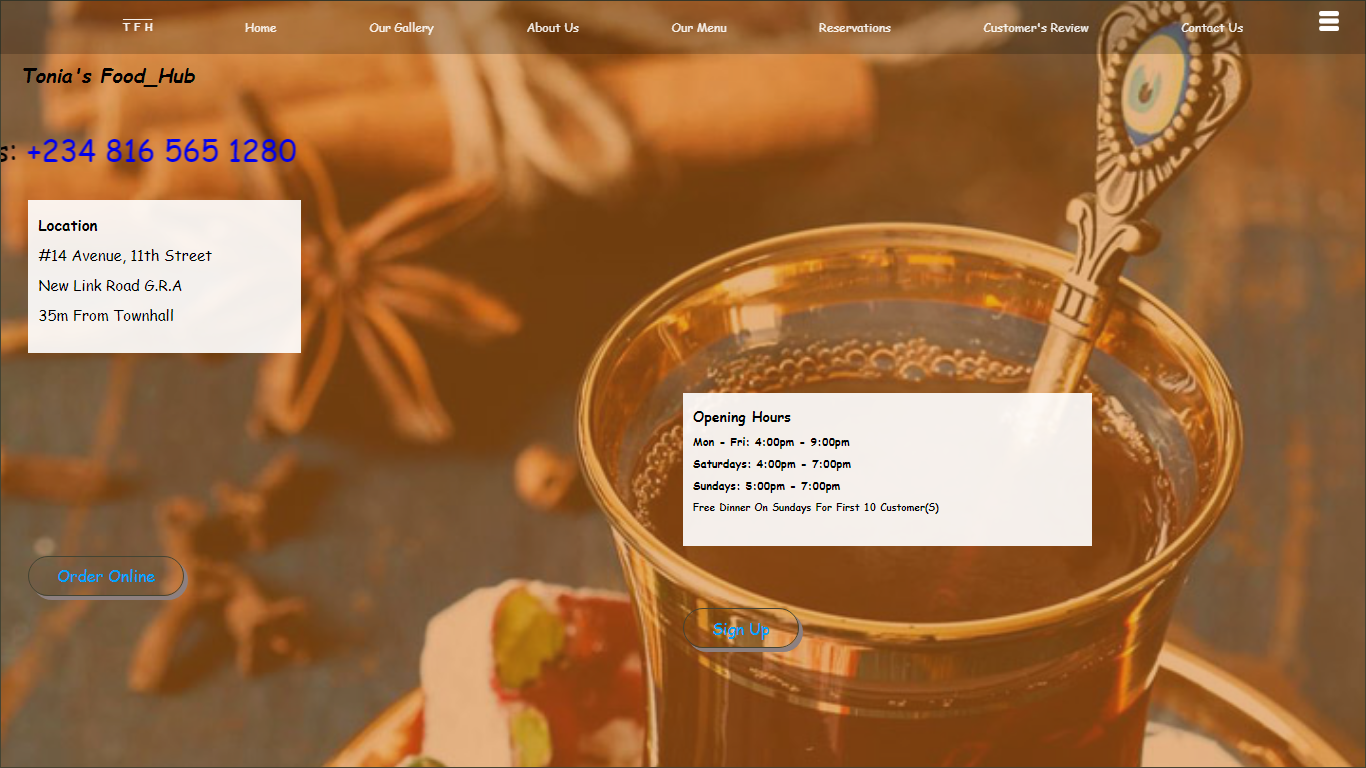 TFH Home Our Gallery About Us Our Menu Reservations Customer's Review Contact Us
Tonia's Food_Hub
s: +234 816 565 1280
Location
#14 Avenue, 11th Street
New Link Road G.R.A
35m From Townhall
Opening Hours
Mon - Fri: 4:00pm - 9:00pm
Saturdays: 4:00pm - 7:00pm
Sundays: 5:00pm - 7:00pm
Free Dinner On Sundays For First 10 Customer(S)
Order Online
Sign Up